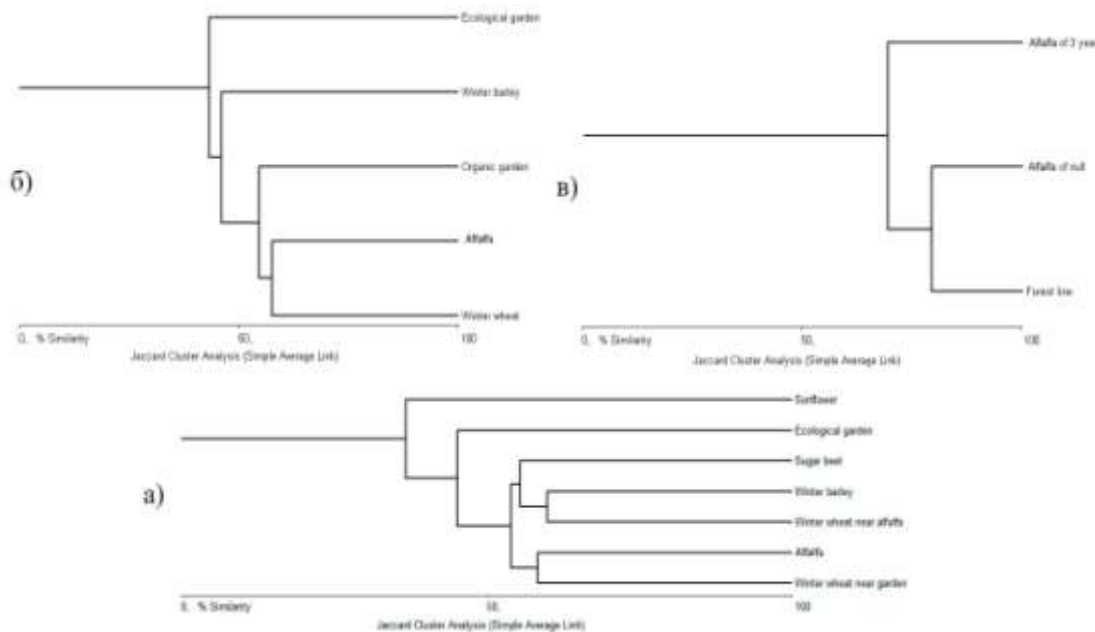 Ecological garden
Winter barley
Organic garden
Alfalfa
Winter wheat
0. % Similarity 50. 100
Jaccard Cluster Analysis (Simple Average Link)
б)
Alfalfa of 3 year
Alfalfa of null
Forest line
0. % Similarity 50. 100
Jaccard Cluster Analysis (Simple Average Link)
в)
Sunflower
Ecological garden
Sugar beet
Winter barley
Winter wheat near alfalfa
Alfalfa
Winter wheat near garden
0. % Similarity 50. 100
Jaccard Cluster Analysis (Simple Average Link)
а)